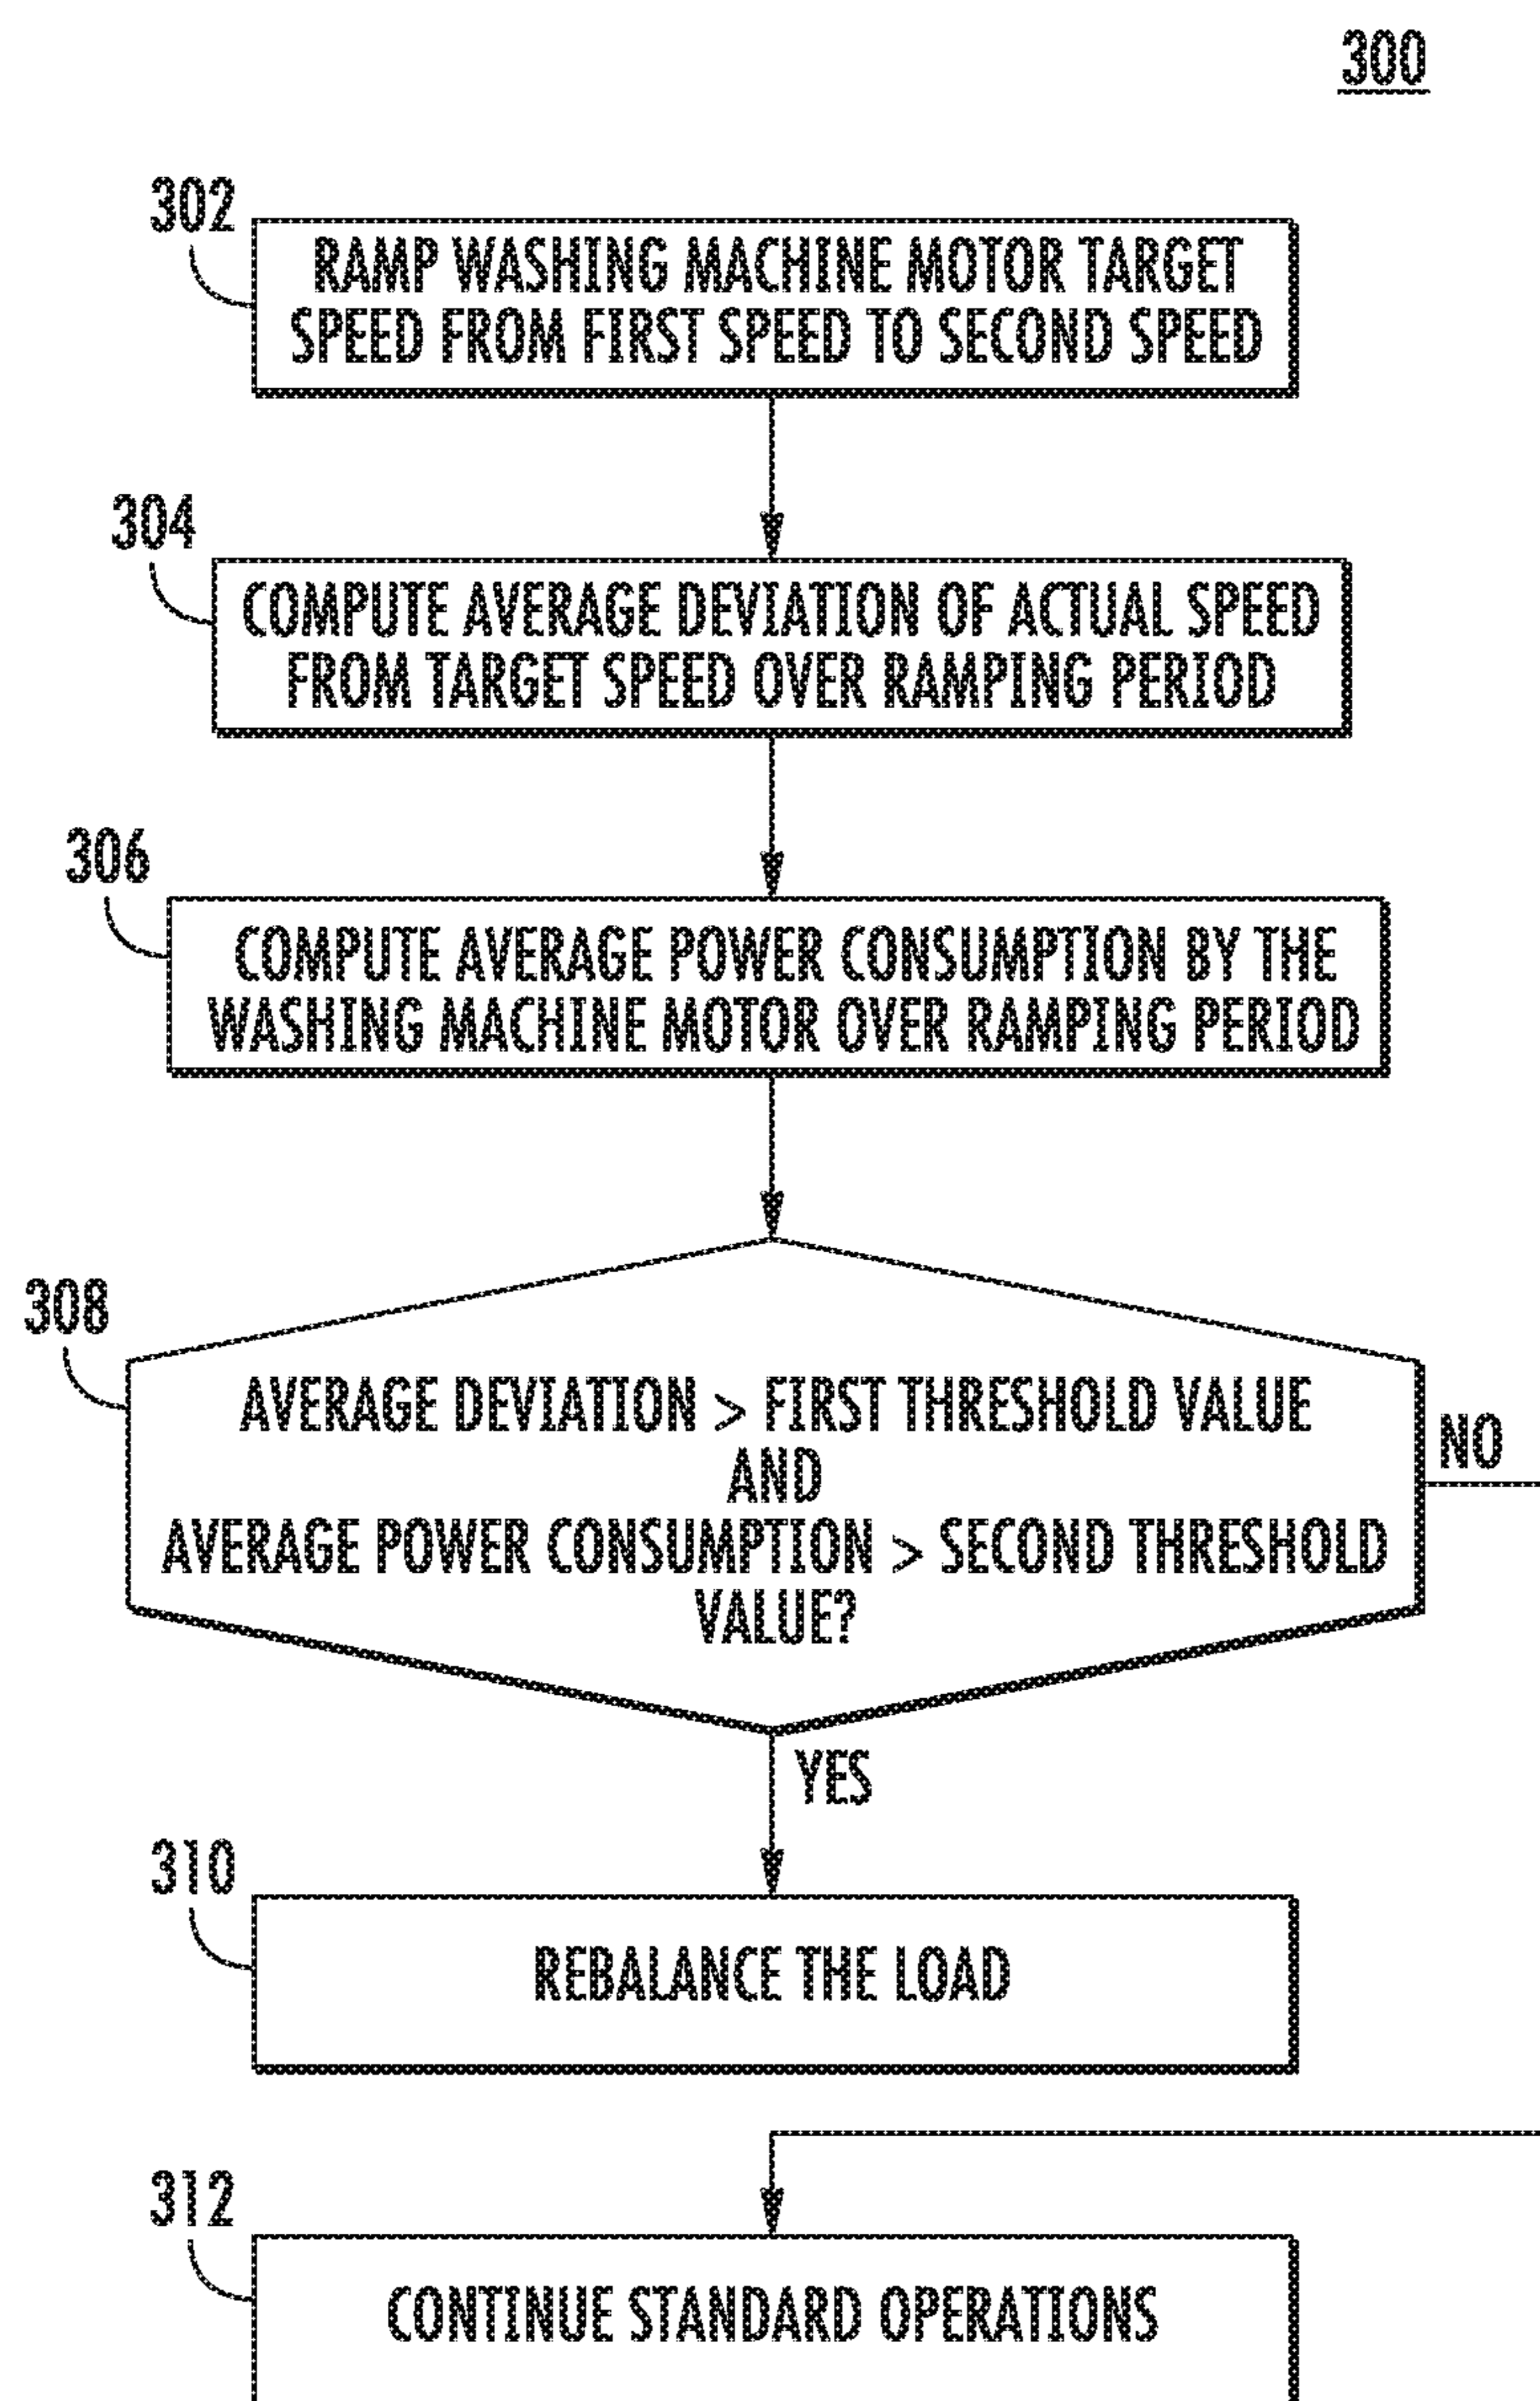 300
302
RAMP WASHING MACHINE MOTOR TARGET
SPEED FROM FIRST SPEED TO SECOND SPEED
304
COMPUTE AVERAGE DEVIATION OF ACTUAL SPEED
FROM TARGET SPEED OVER RAMPING PERIOD
306
COMPUTE AVERAGE POWER CONSUMPTION BY THE
WASHING MACHINE MOTOR OVER RAMPING PERIOD
308
AVERAGE DEVIATION > FIRST THRESHOLD VALUE
AND
AVERAGE POWER CONSUMPTION > SECOND THRESHOLD
VALUE?
NO
YES
310
REBALANCE THE LOAD
312
CONTINUE STANDARD OPERATIONS